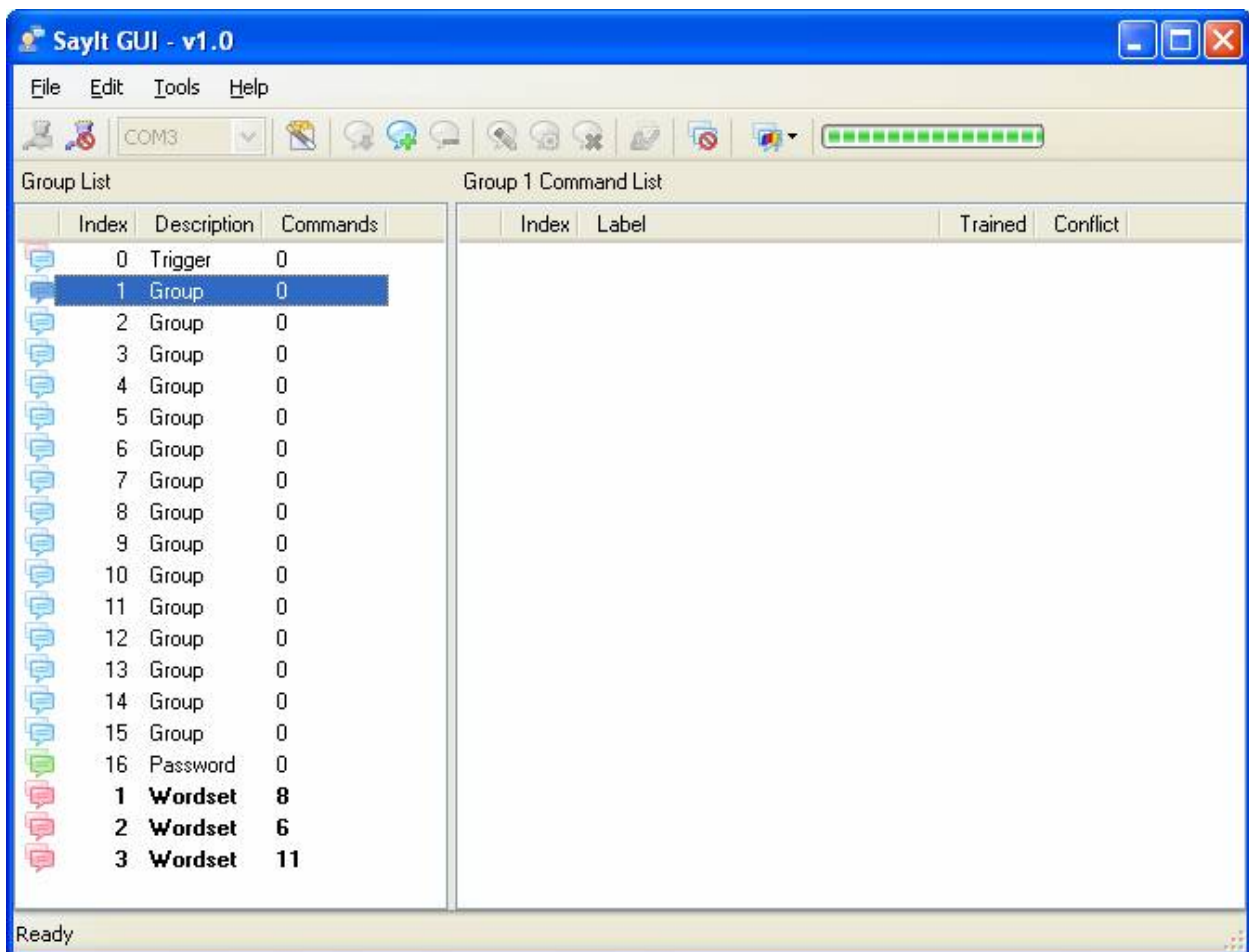 SayIt GUI - v1.0
File Edit Tools Help
COM3
Group List
Group 1 Command List
Index Description Commands
Index Label Trained Conflict
0 Trigger 0
1 Group 0
2 Group 0
3 Group 0
4 Group 0
5 Group 0
6 Group 0
7 Group 0
8 Group 0
9 Group 0
10 Group 0
11 Group 0
12 Group 0
13 Group 0
14 Group 0
15 Group 0
16 Password 0
1 Wordset 8
2 Wordset 6
3 Wordset 11
Ready